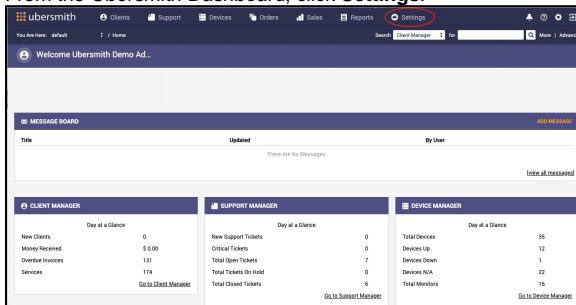 From the Ubersmith Dashboard, click Settings.
ubersmith Clients Support Devices Orders Sales Reports Settings
You Are Here: default / Home Search Client Manager for More | Advanc
Welcome Ubersmith Demo Ad...
MESSAGE BOARD ADD MESSAGE
Title Updated By User
There Are No Messages.
[view all messages]
CLIENT MANAGER SUPPORT MANAGER DEVICE MANAGER
Day at a Glance Day at a Glance Day at a Glance
New Clients 0 New Support Tickets 0 Total Devices 35
Money Received $ 0.00 Critical Tickets 0 Devices Up 12
Overdue Invoices 131 Total Open Tickets 7 Devices Down 1
Services 174 Total Tickets On Hold 0 Devices N/A 22
Go to Client Manager Total Closed Tickets 6 Total Monitors 16
Go to Support Manager Go to Device Manager